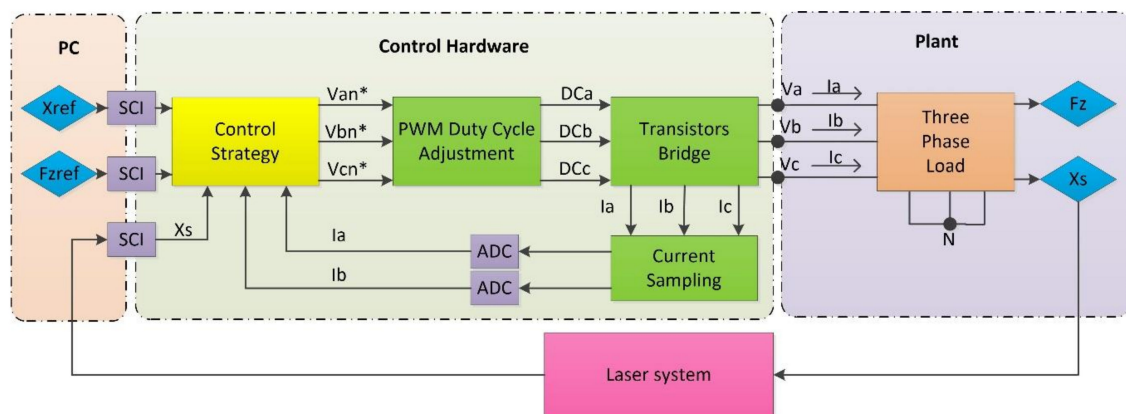 PC
Control Hardware
Plant
Xref
SCI
Fzref
SCI
SCI
Xs
Control
Strategy
Van*
Vbn*
Vcn*
PWM Duty Cycle
Adjustment
DCa
DCb
DCc
Transistors
Bridge
Va
Ia
Vb
Ib
Vc
Ic
Three
Phase
Load
N
Fz
Xs
Ia
Ib
Ic
Ia
ADC
Ib
ADC
Current
Sampling
Laser system